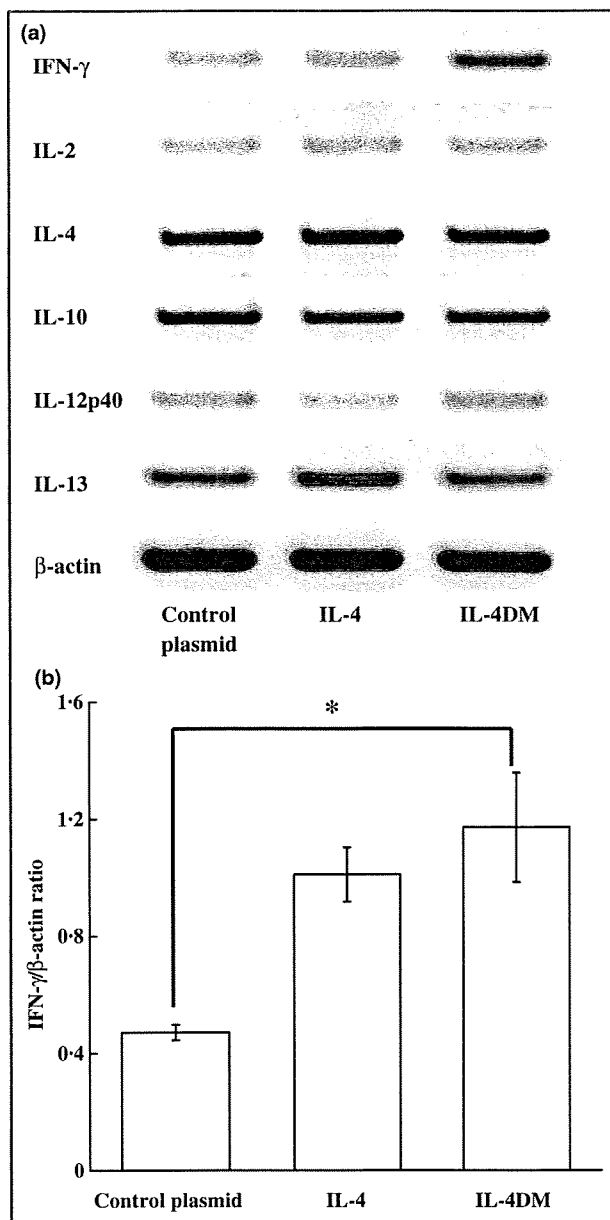 (a)
IFN-γ
IL-2
IL-4
IL-10
IL-12p40
IL-13
β-actin
Control plasmid
IL-4
IL-4DM
(b)
1·6
*
1·2
0·8
0·4
0
IFN-γ/β-actin ratio
Control plasmid
IL-4
IL-4DM